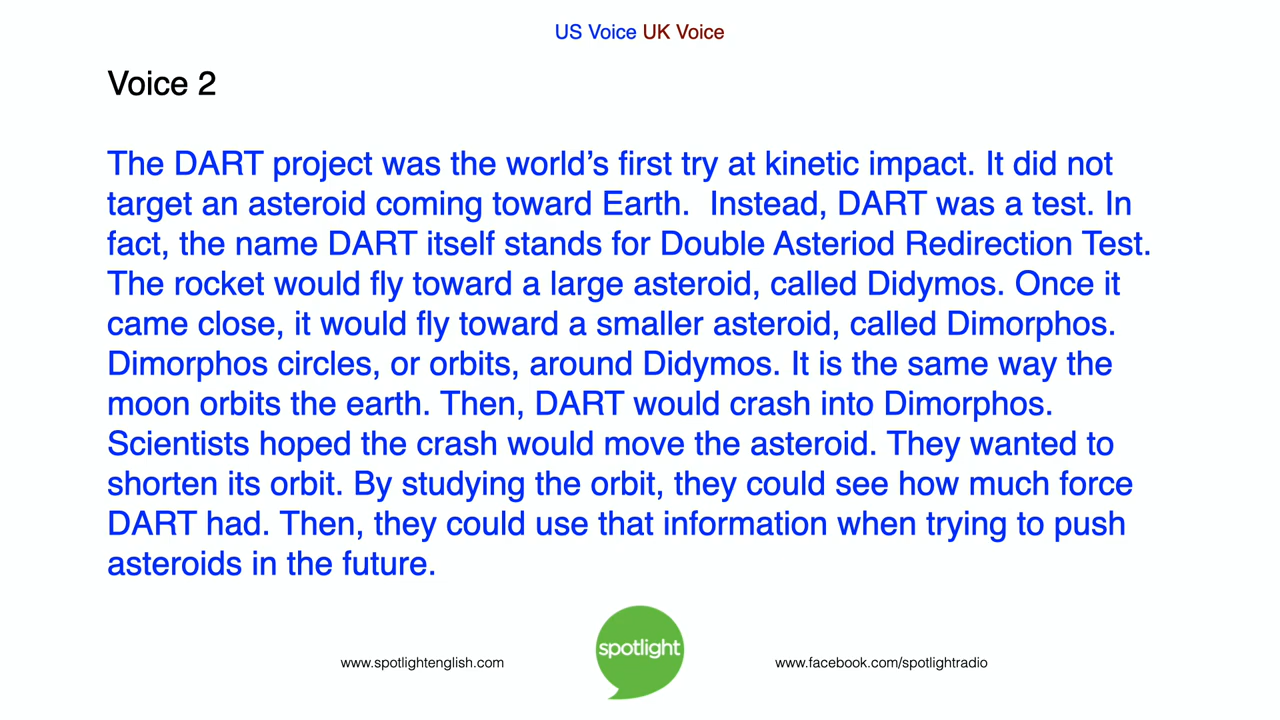 US Voice UK Voice
Voice 2
The DART project was the world’s first try at kinetic impact. It did not
target an asteroid coming toward Earth.  Instead, DART was a test. In
fact, the name DART itself stands for Double Asteriod Redirection Test.
The rocket would fly toward a large asteroid, called Didymos. Once it
came close, it would fly toward a smaller asteroid, called Dimorphos.
Dimorphos circles, or orbits, around Didymos. It is the same way the
moon orbits the earth. Then, DART would crash into Dimorphos.
Scientists hoped the crash would move the asteroid. They wanted to
shorten its orbit. By studying the orbit, they could see how much force
DART had. Then, they could use that information when trying to push
asteroids in the future.
www.spotlightenglish.com
spotlight
www.facebook.com/spotlightradio